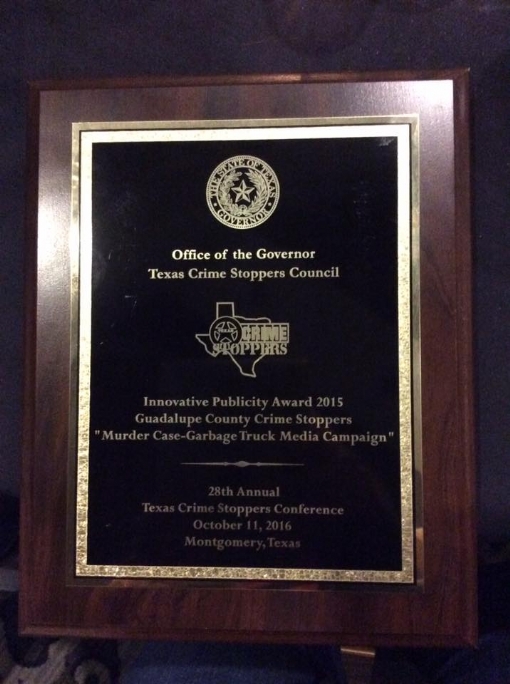 THE STATE OF TEXAS
GOVERNOR
Office of the Governor
Texas Crime Stoppers Council
CRIME
STOPPERS
Innovative Publicity Award 2015
Guadalupe County Crime Stoppers
"Murder Case-Garbage Truck Media Campaign"
28th Annual
Texas Crime Stoppers Conference
October 11, 2016
Montgomery, Texas